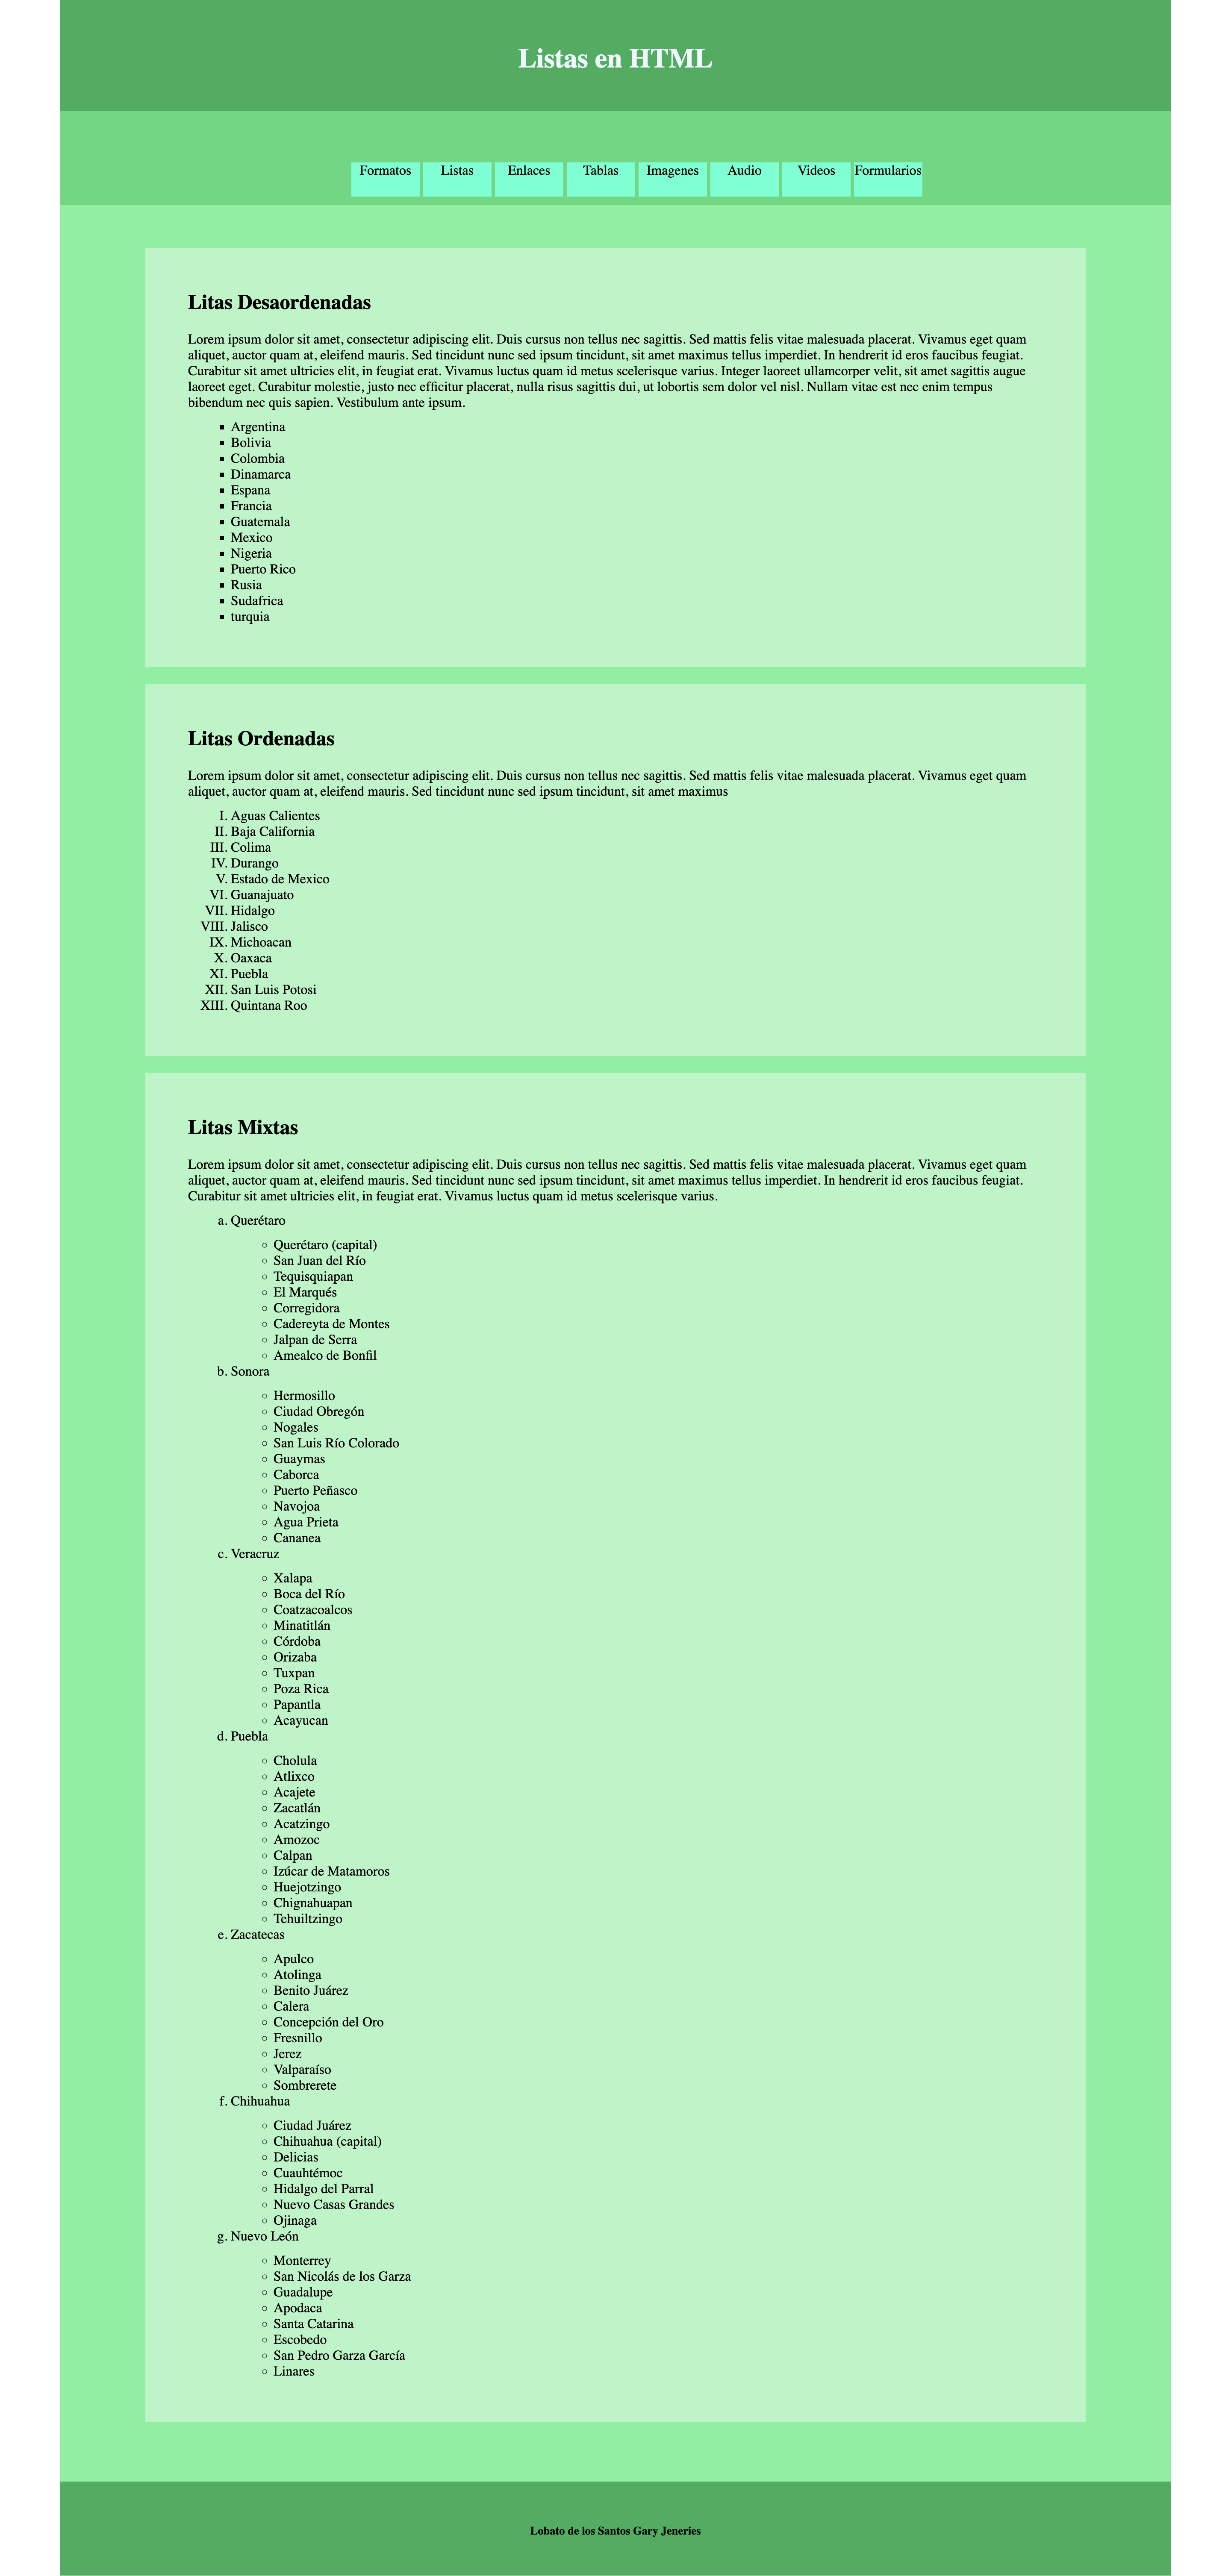 Listas en HTML
Formatos Listas Enlaces Tablas Imagenes Audio Videos Formularios
Litas Desaordenadas
Lorem ipsum dolor sit amet, consectetur adipiscing elit. Duis cursus non tellus nec sagittis. Sed mattis felis vitae malesuada placerat. Vivamus eget quam
aliquet, auctor quam at, eleifend mauris. Sed tincidunt nunc sed ipsum tincidunt, sit amet maximus tellus imperdiet. In hendrerit id eros faucibus feugiat.
Curabitur sit amet ultricies elit, in feugiat erat. Vivamus luctus quam id metus scelerisque varius. Integer laoreet ullamcorper velit, sit amet sagittis augue
laoreet eget. Curabitur molestie, justo nec efficitur placerat, nulla risus sagittis dui, ut lobortis sem dolor vel nisl. Nullam vitae est nec enim tempus
bibendum nec quis sapien. Vestibulum ante ipsum.
▪ Argentina
▪ Bolivia
▪ Colombia
▪ Dinamarca
▪ Espana
▪ Francia
▪ Guatemala
▪ Mexico
▪ Nigeria
▪ Puerto Rico
▪ Rusia
▪ Sudafrica
▪ turquia
Litas Ordenadas
Lorem ipsum dolor sit amet, consectetur adipiscing elit. Duis cursus non tellus nec sagittis. Sed mattis felis vitae malesuada placerat. Vivamus eget quam
aliquet, auctor quam at, eleifend mauris. Sed tincidunt nunc sed ipsum tincidunt, sit amet maximus
I. Aguas Calientes
II. Baja California
III. Colima
IV. Durango
V. Estado de Mexico
VI. Guanajuato
VII. Hidalgo
VIII. Jalisco
IX. Michoacan
X. Oaxaca
XI. Puebla
XII. San Luis Potosi
XIII. Quintana Roo
Litas Mixtas
Lorem ipsum dolor sit amet, consectetur adipiscing elit. Duis cursus non tellus nec sagittis. Sed mattis felis vitae malesuada placerat. Vivamus eget quam
aliquet, auctor quam at, eleifend mauris. Sed tincidunt nunc sed ipsum tincidunt, sit amet maximus tellus imperdiet. In hendrerit id eros faucibus feugiat.
Curabitur sit amet ultricies elit, in feugiat erat. Vivamus luctus quam id metus scelerisque varius.
a. Querétaro
◦ Querétaro (capital)
◦ San Juan del Río
◦ Tequisquiapan
◦ El Marqués
◦ Corregidora
◦ Cadereyta de Montes
◦ Jalpan de Serra
◦ Amealco de Bonfil
b. Sonora
◦ Hermosillo
◦ Ciudad Obregón
◦ Nogales
◦ San Luis Río Colorado
◦ Guaymas
◦ Caborca
◦ Puerto Peñasco
◦ Navojoa
◦ Agua Prieta
◦ Cananea
c. Veracruz
◦ Xalapa
◦ Boca del Río
◦ Coatzacoalcos
◦ Minatitlán
◦ Córdoba
◦ Orizaba
◦ Tuxpan
◦ Poza Rica
◦ Papantla
◦ Acayucan
d. Puebla
◦ Cholula
◦ Atlixco
◦ Acajete
◦ Zacatlán
◦ Acatzingo
◦ Amozoc
◦ Calpan
◦ Izúcar de Matamoros
◦ Huejotzingo
◦ Chignahuapan
◦ Tehuiltzingo
e. Zacatecas
◦ Apulco
◦ Atolinga
◦ Benito Juárez
◦ Calera
◦ Concepción del Oro
◦ Fresnillo
◦ Jerez
◦ Valparaíso
◦ Sombrerete
f. Chihuahua
◦ Ciudad Juárez
◦ Chihuahua (capital)
◦ Delicias
◦ Cuauhtémoc
◦ Hidalgo del Parral
◦ Nuevo Casas Grandes
◦ Ojinaga
g. Nuevo León
◦ Monterrey
◦ San Nicolás de los Garza
◦ Guadalupe
◦ Apodaca
◦ Santa Catarina
◦ Escobedo
◦ San Pedro Garza García
◦ Linares
Lobato de los Santos Gary Jeneries